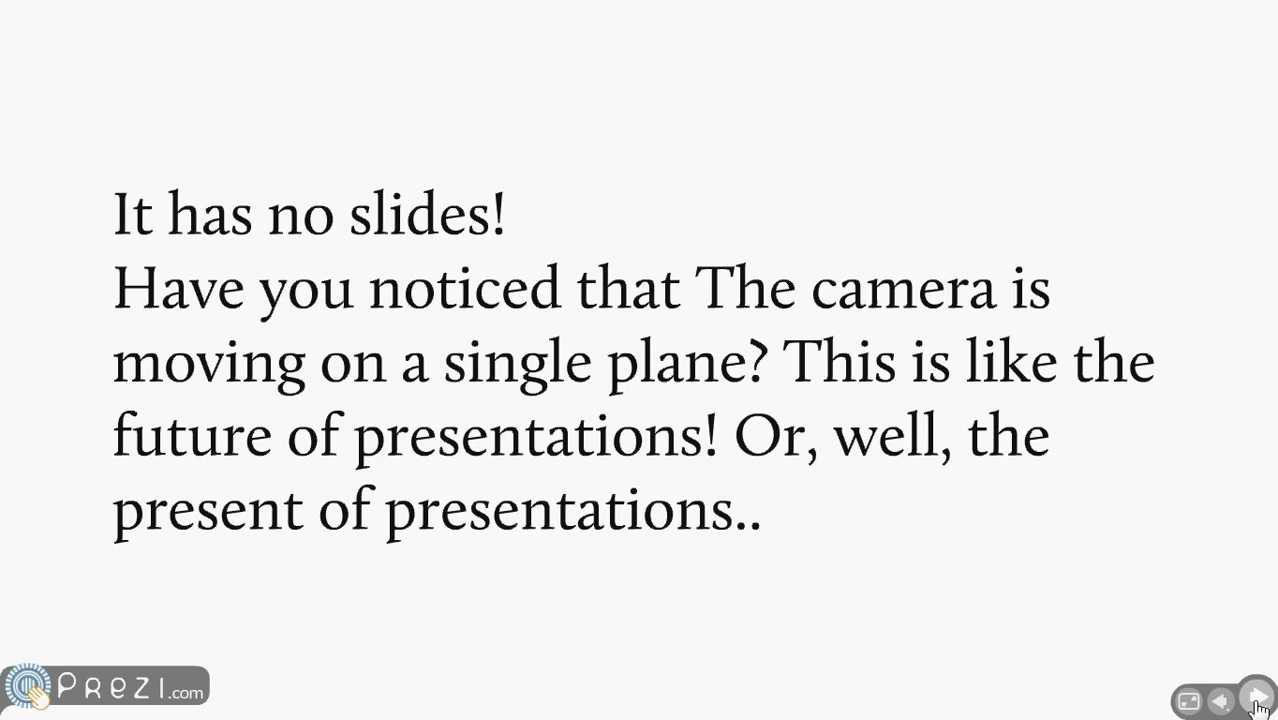 It has no slides!
Have you noticed that The camera is
moving on a single plane? This is like the
future of presentations! Or, well, the
present of presentations..
PREZI.com